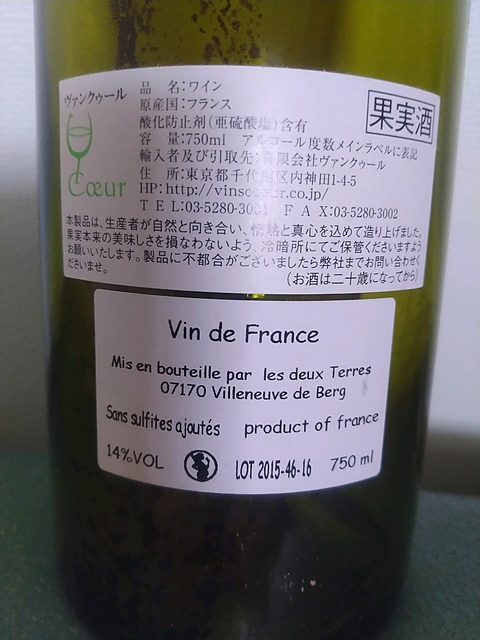 ヴァンクゥール
Cœur
品　名：ワイン
原産国：フランス
酸化防止剤（亜硫酸塩）含有
容　量：750ml　アルコール度数メインラベルに表記
輸入者及び引取先：有限会社ヴァンクゥール
住　所：東京都千代田区内神田1-4-5
HP：http://vinscoeur.co.jp/
ＴＥＬ：03-5280-3001　ＦＡＸ：03-5280-3002
果実酒
本製品は、生産者が自然と向き合い、情熱と真心を込めて造り上げました。
果実本来の美味しさを損なわないよう、冷暗所にてご保管くださいますよう
お願いいたします。製品に不都合がございましたら弊社までお問い合わせく
ださいませ。
（お酒は二十歳になってから）
Vin de France
Mis en bouteille par les deux Terres
07170 Villeneuve de Berg
Sans sulfites ajoutés product of france
14%VOL LOT 2015-46-16 750 ml